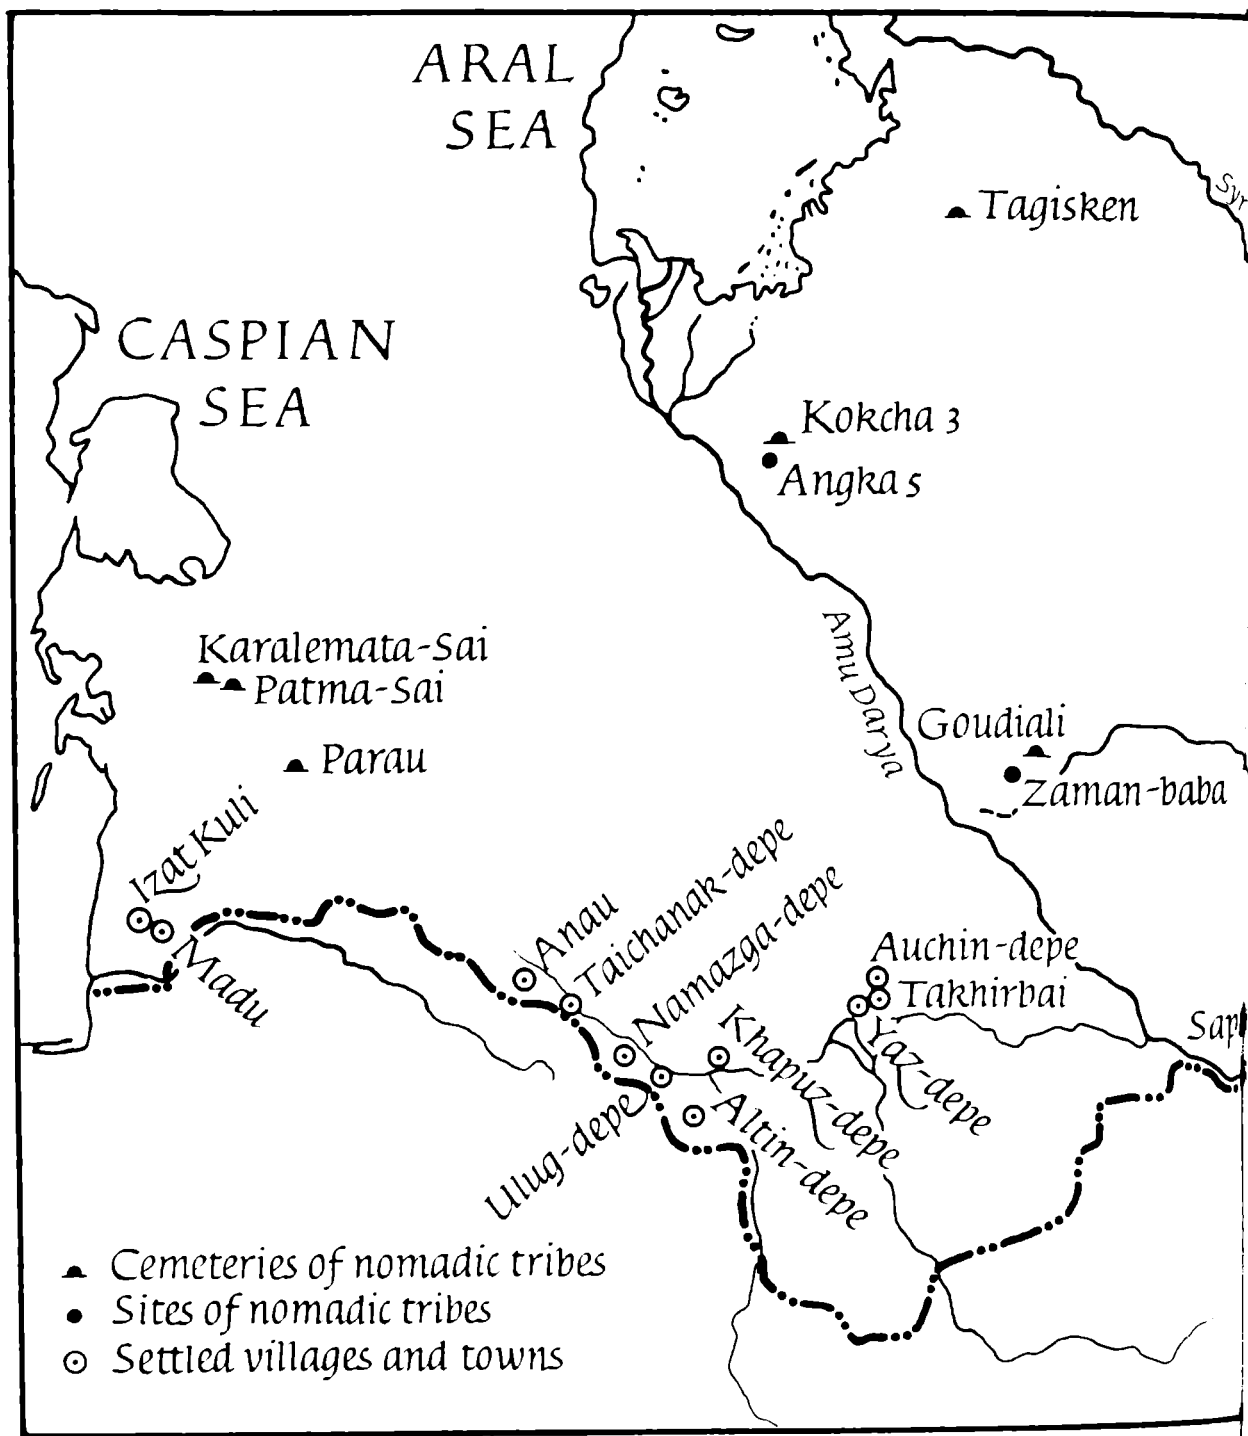 ARAL
SEA
Syr
Tagisken
CASPIAN
SEA
Kokcha 3
Angka 5
Amu Darya
Karalemata-Sai
Patma-Sai
Parau
Goudiali
Zaman-baba
Izat Kuli
Madu
Anau
Taichanak-depe
Namazga-depe
Auchin-depe
Takhirbai
Yaz-depe
Khapuz-depe
Altin-depe
Ulug-depe
Sap
Cemeteries of nomadic tribes
Sites of nomadic tribes
Settled villages and towns